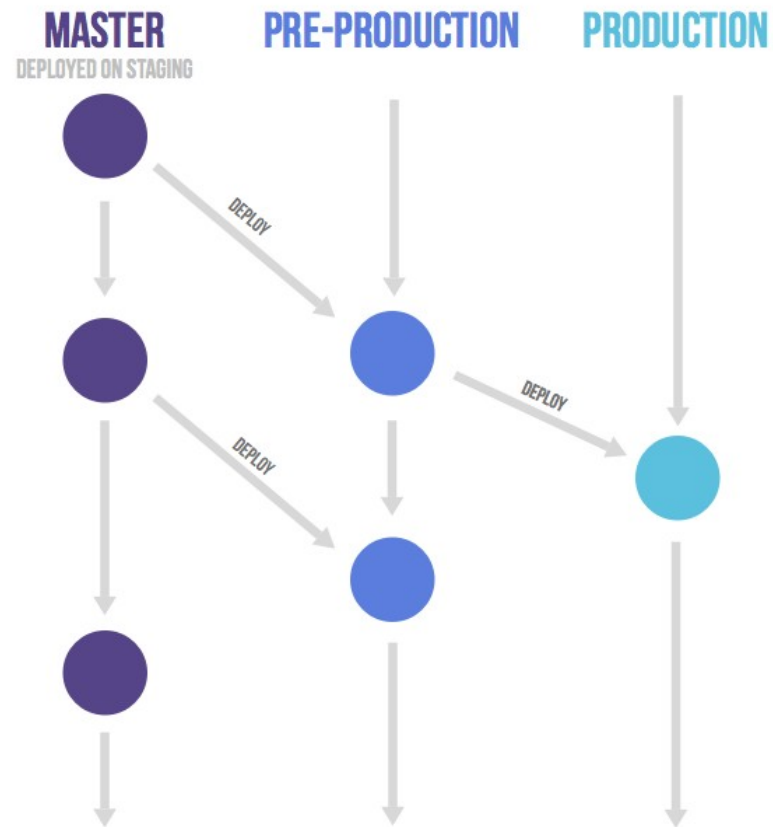 MASTER
DEPLOYED ON STAGING
PRE-PRODUCTION
PRODUCTION
DEPLOY
DEPLOY
DEPLOY